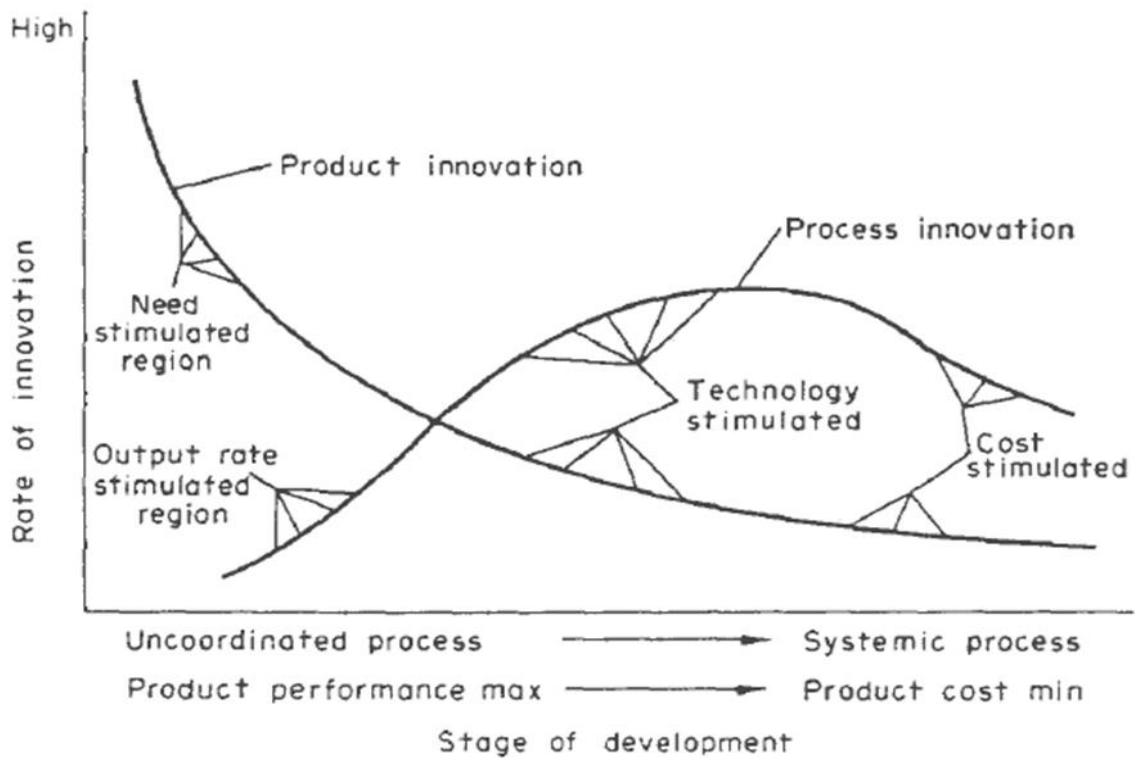 High
Product innovation
Process innovation
Need
stimulated
region
Technology
stimulated
Output rate
stimulated
region
Cost
stimulated
Rate of innovation
Uncoordinated process
Systemic process
Product performance max
Product cost min
Stage of development